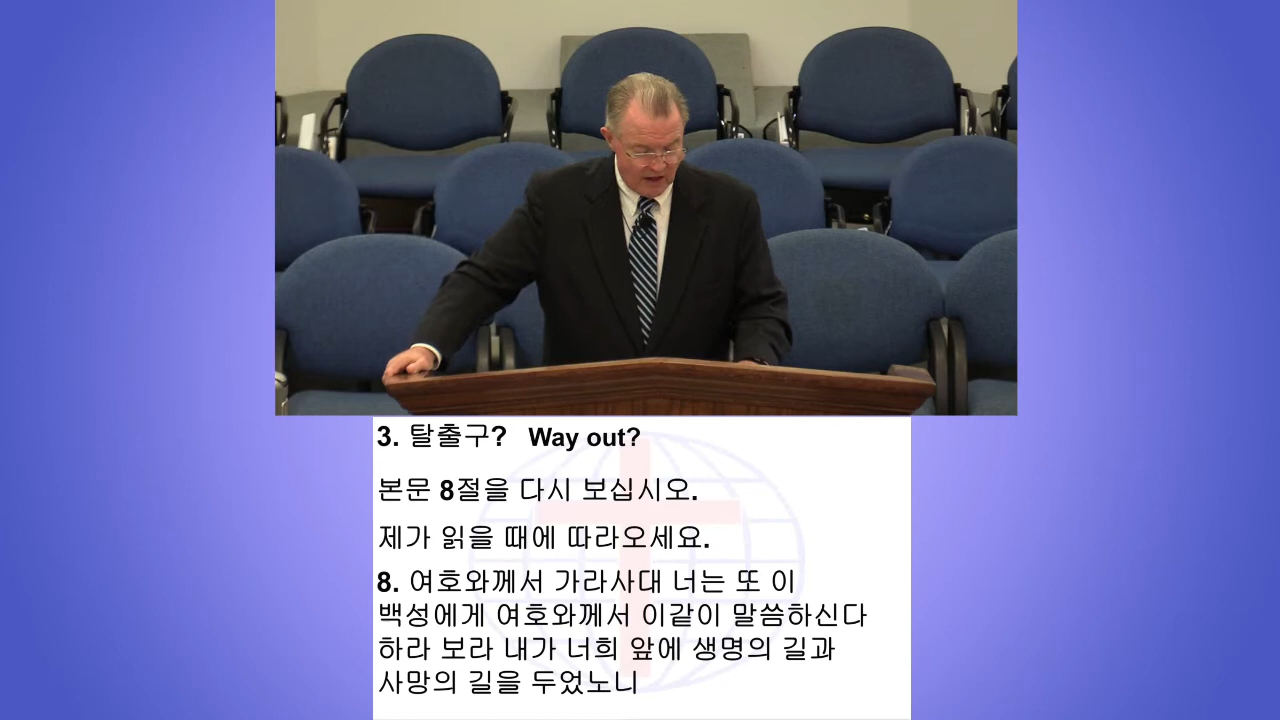 3. 탈출구? Way out?
본문 8절을 다시 보십시오.
제가 읽을 때에 따라오세요.
8. 여호와께서 가라사대 너는 또 이
백성에게 여호와께서 이같이 말씀하신다
하라 보라 내가 너희 앞에 생명의 길과
사망의 길을 두었노니